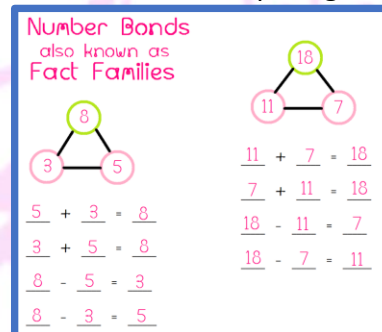 Number Bonds
also known as
Fact Families
8
3 5
5 + 3 = 8
3 + 5 = 8
8 - 5 = 3
8 - 3 = 5
18
11 7
11 + 7 = 18
7 + 11 = 18
18 - 11 = 7
18 - 7 = 11